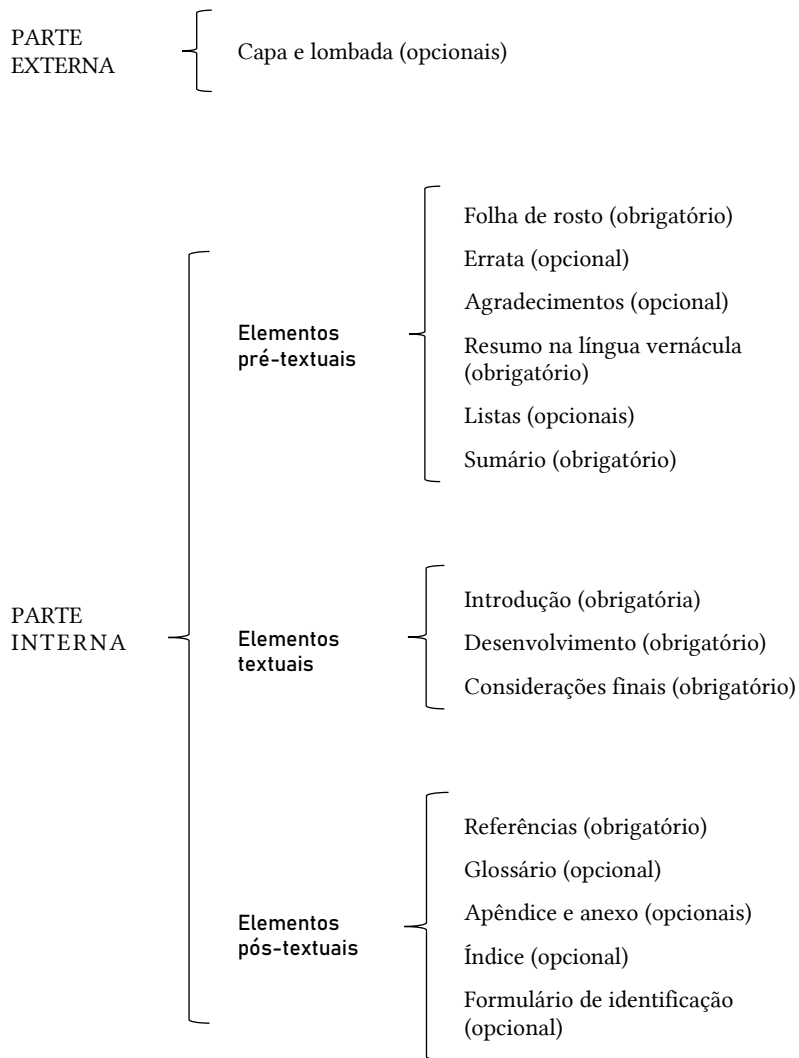 PARTE
EXTERNA
Capa e lombada (opcionais)
Folha de rosto (obrigatório)
Errata (opcional)
Agradecimentos (opcional)
Elementos
pré-textuais
Resumo na língua vernácula
(obrigatório)
Listas (opcionais)
Sumário (obrigatório)
PARTE
INTERNA
Elementos
textuais
Introdução (obrigatória)
Desenvolvimento (obrigatório)
Considerações finais (obrigatório)
Elementos
pós-textuais
Referências (obrigatório)
Glossário (opcional)
Apêndice e anexo (opcionais)
Índice (opcional)
Formulário de identificação
(opcional)